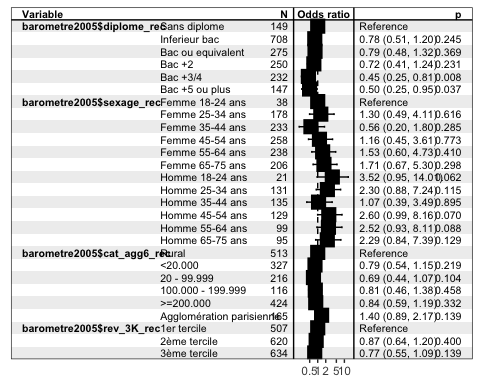 Variable N Odds ratio p
barometre2005$diplome_rec Sans diplome 149 Reference
Inferieur bac 708 0.78 (0.51, 1.20) 0.245
Bac ou equivalent 275 0.79 (0.48, 1.32) 0.369
Bac +2 250 0.72 (0.41, 1.24) 0.231
Bac +3/4 232 0.45 (0.25, 0.81) 0.008
Bac +5 ou plus 147 0.50 (0.25, 0.95) 0.037
barometre2005$sexage_rec Femme 18-24 ans 38 Reference
Femme 25-34 ans 178 1.30 (0.49, 4.11) 0.616
Femme 35-44 ans 233 0.56 (0.20, 1.80) 0.285
Femme 45-54 ans 258 1.16 (0.45, 3.61) 0.773
Femme 55-64 ans 238 1.53 (0.60, 4.73) 0.410
Femme 65-75 ans 206 1.71 (0.67, 5.30) 0.298
Homme 18-24 ans 21 3.52 (0.95, 14.01) 0.062
Homme 25-34 ans 131 2.30 (0.88, 7.24) 0.115
Homme 35-44 ans 135 1.07 (0.39, 3.49) 0.895
Homme 45-54 ans 129 2.60 (0.99, 8.16) 0.070
Homme 55-64 ans 99 2.52 (0.93, 8.11) 0.088
Homme 65-75 ans 95 2.29 (0.84, 7.39) 0.129
barometre2005$cat_agg6_rec Rural 513 Reference
<20.000 327 0.79 (0.54, 1.15) 0.219
20 - 99.999 216 0.69 (0.44, 1.07) 0.104
100.000 - 199.999 116 0.81 (0.46, 1.38) 0.458
>=200.000 424 0.84 (0.59, 1.19) 0.332
Agglomération parisienne 165 1.40 (0.89, 2.17) 0.139
barometre2005$rev_3K_rec 1er tercile 507 Reference
2ème tercile 620 0.87 (0.64, 1.20) 0.400
3ème tercile 634 0.77 (0.55, 1.09) 0.139
0.5 1 2 5 10